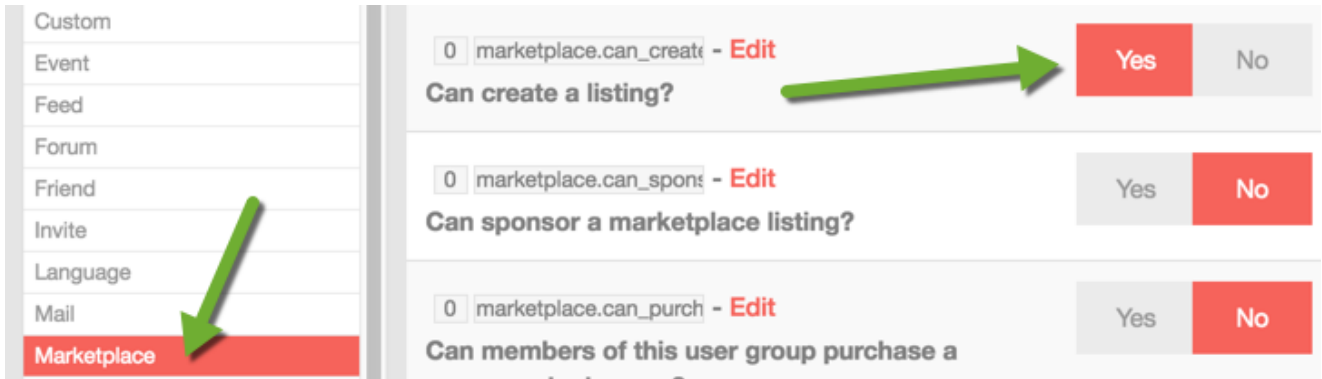 Custom
Event
Feed
Forum
Friend
Invite
Language
Mail
Marketplace
0 marketplace.can_create - Edit
Can create a listing?
Yes No
0 marketplace.can_spons - Edit
Can sponsor a marketplace listing?
Yes No
0 marketplace.can_purch - Edit
Can members of this user group purchase a
Yes No